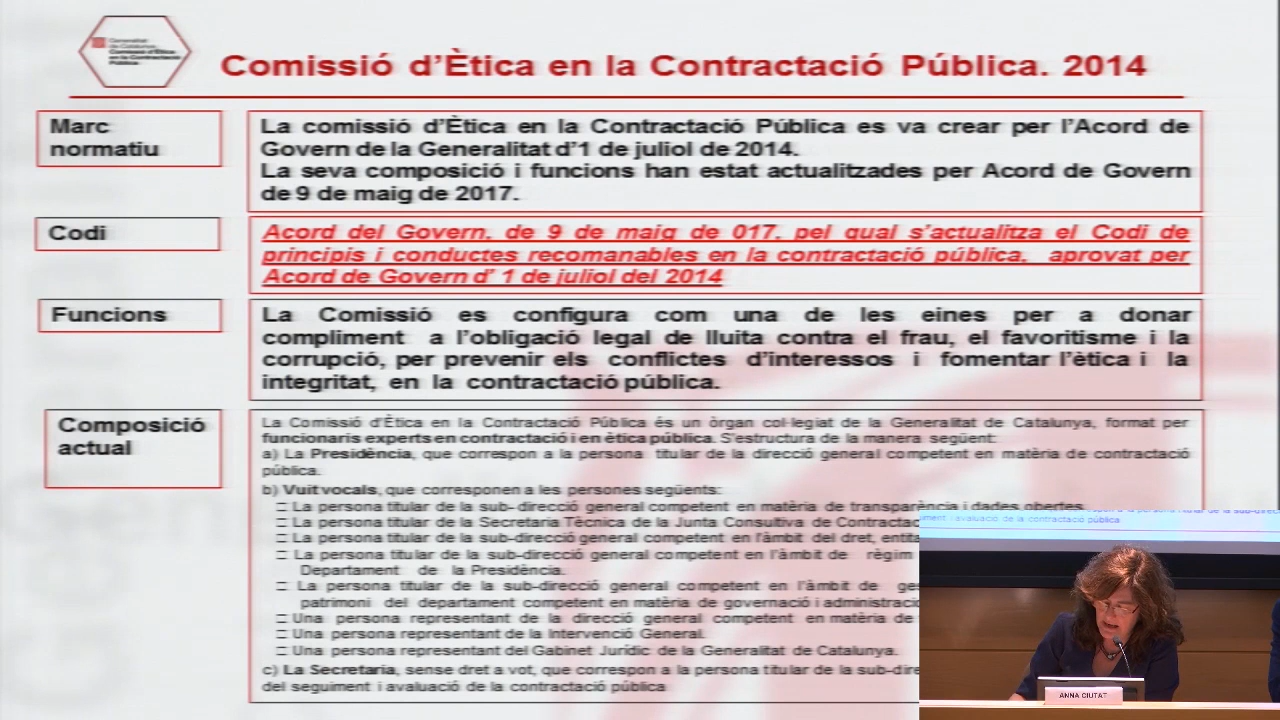 Generalitat
de Catalunya
Comissió d'Ètica
en la Contractació
Pública
Comissió d'Ètica en la Contractació Pública. 2014
Marc
normatiu
La comissió d'Ètica en la Contractació Pública es va crear per l'Acord de
Govern de la Generalitat d'1 de juliol de 2014.
La seva composició i funcions han estat actualitzades per Acord de Govern
de 9 de maig de 2017.
Codi
Acord del Govern, de 9 de maig de 017, pel qual s'actualitza el Codi de
principis i conductes recomanables en la contractació pública, aprovat per
Acord de Govern d' 1 de juliol del 2014
Funcions
La Comissió es configura com una de les eines per a donar
compliment a l'obligació legal de lluita contra el frau, el favoritisme i la
corrupció, per prevenir els conflictes d'interessos i fomentar l'ètica i la
integritat, en la contractació pública.
Composició
actual
La Comissió d'Ètica en la Contractació Pública és un òrgan col·legiat de la Generalitat de Catalunya, format per
funcionaris experts en contractació i en ètica pública. S'estructura de la manera següent:
a) La Presidència, que correspon a la persona titular de la direcció general competent en matèria de contractació
pública.
b) Vuit vocals, que corresponen a les persones següents:
La persona titular de la sub-direcció general competent en matèria de transparència i dades obertes.
La persona titular de la Secretaria Tècnica de la Junta Consultiva de Contractac
La persona titular de la sub-direcció general competent en l'àmbit del dret, entita
La persona titular de la sub-direcció general competent en l'àmbit de règim
Departament de la Presidència.
La persona titular de la sub-direcció general competent en l'àmbit de ges
patrimoni del departament competent en matèria de governació i administració
Una persona representant de la direcció general competent en matèria de
Una persona representant de la Intervenció General.
Una persona representant del Gabinet Jurídic de la Generalitat de Catalunya.
c) La Secretaria, sense dret a vot, que correspon a la persona titular de la sub-dire
del seguiment i avaluació de la contractació pública
iment i avaluació de la contractació pública
ANNA CIUTAT